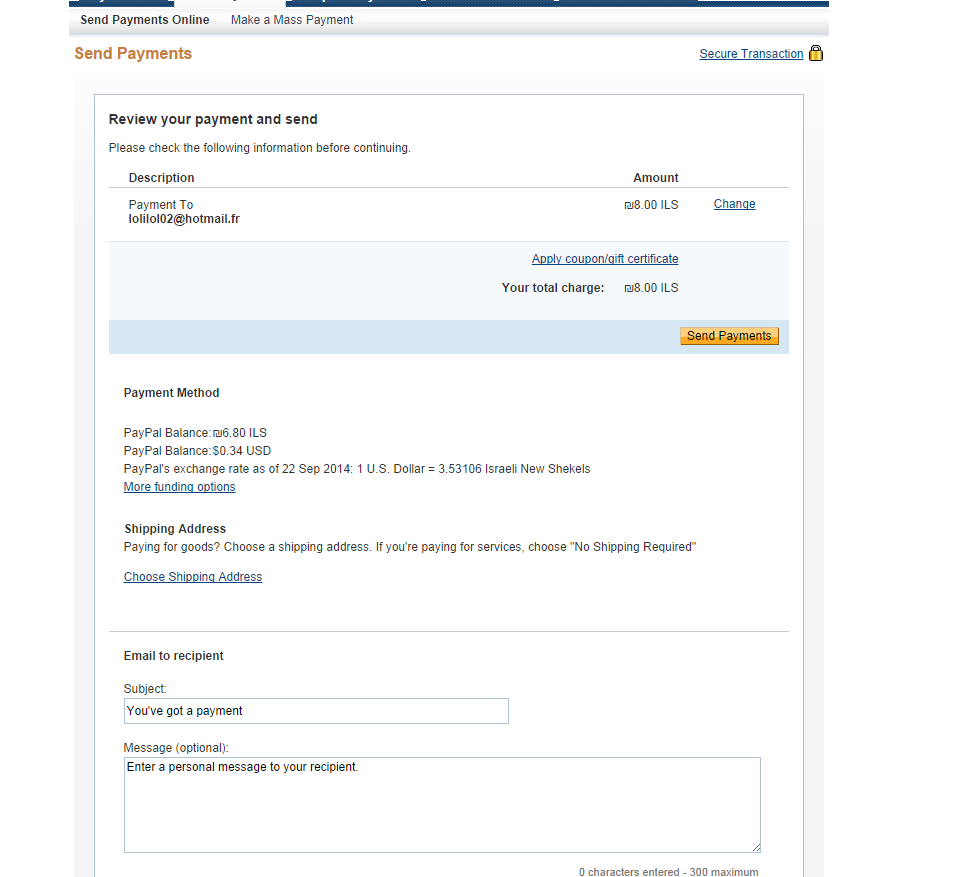 Send Payments Online Make a Mass Payment
Send Payments
Secure Transaction
Review your payment and send
Please check the following information before continuing.
Description Amount
Payment To ₪8.00 ILS Change
lolilol02@hotmail.fr
Apply coupon/gift certificate
Your total charge: ₪8.00 ILS
Send Payments
Payment Method
PayPal Balance:₪6.80 ILS
PayPal Balance:$0.34 USD
PayPal's exchange rate as of 22 Sep 2014: 1 U.S. Dollar = 3.53106 Israeli New Shekels
More funding options
Shipping Address
Paying for goods? Choose a shipping address. If you're paying for services, choose "No Shipping Required"
Choose Shipping Address
Email to recipient
Subject:
You've got a payment
Message (optional):
Enter a personal message to your recipient.
0 characters entered - 300 maximum